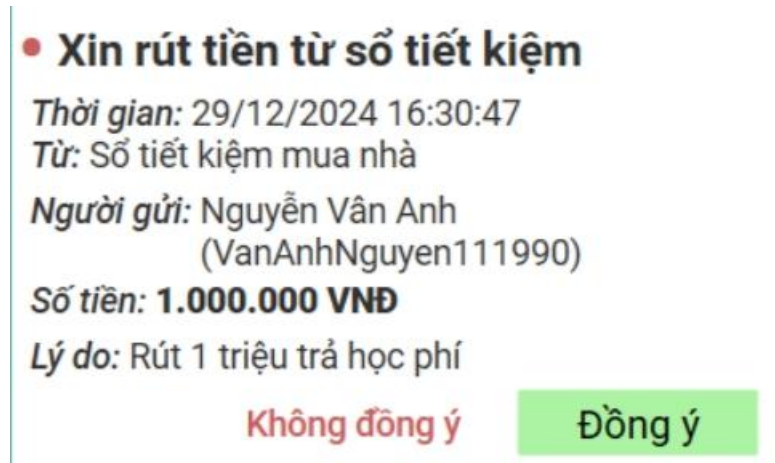 Xin rút tiền từ sổ tiết kiệm
Thời gian: 29/12/2024 16:30:47
Từ: Sổ tiết kiệm mua nhà
Người gửi: Nguyễn Vân Anh
(VanAnhNguyen111990)
Số tiền: 1.000.000 VNĐ
Lý do: Rút 1 triệu trả học phí
Không đồng ý Đồng ý